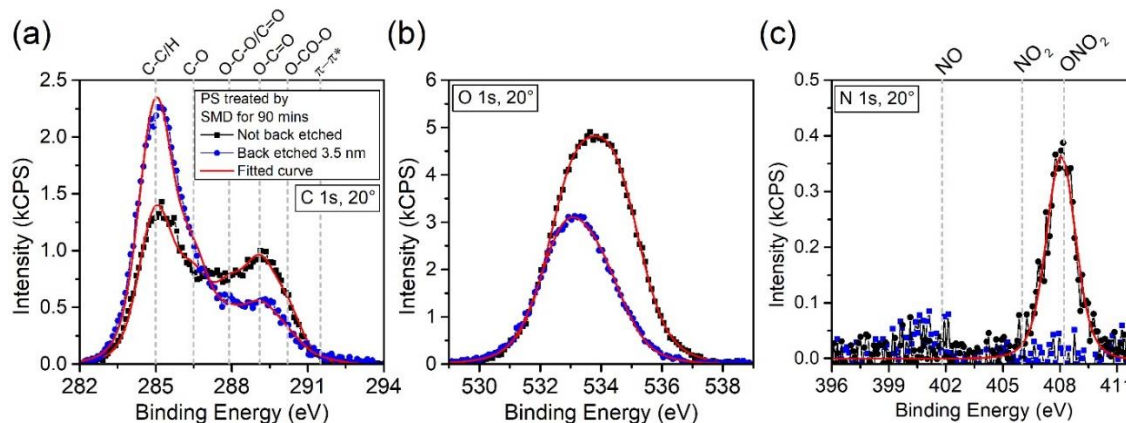 (a)
C-C/H
C-O
O-C-O/C=O
O-C=O
O-CO-O
π-π*
2.5
2.0
1.5
1.0
0.5
0.0
Intensity (kCPS)
PS treated by
SMD for 90 mins
Not back etched
Back etched 3.5 nm
Fitted curve
C 1s, 20°
282 285 288 291 294
Binding Energy (eV)
(b)
6
5
4
3
2
1
0
Intensity (kCPS)
O 1s, 20°
530 532 534 536 538
Binding Energy (eV)
(c)
NO
NO₂
ONO₂
0.5
0.4
0.3
0.2
0.1
0.0
Intensity (kCPS)
N 1s, 20°
396 399 402 405 408 411
Binding Energy (eV)